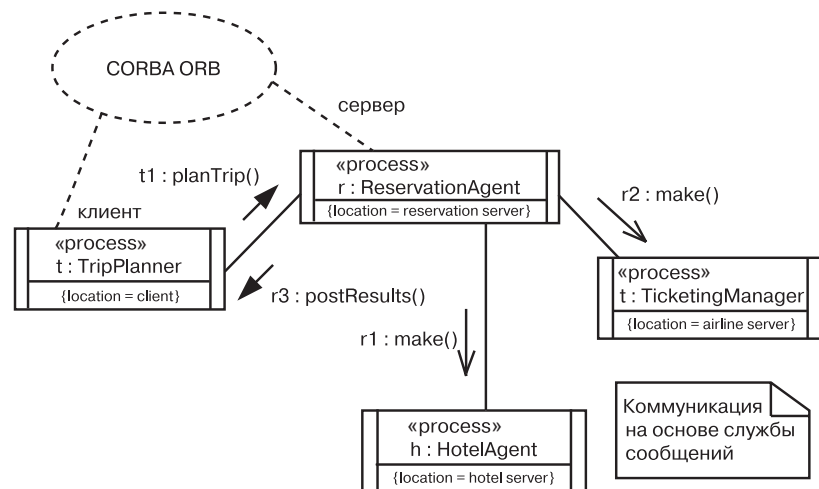 CORBA ORB
сервер
t1 : planTrip()
«process»
r : ReservationAgent
{location = reservation server}
r2 : make()
клиент
«process»
t : TripPlanner
{location = client}
r3 : postResults()
«process»
t : TicketingManager
{location = airline server}
r1 : make()
«process»
h : HotelAgent
{location = hotel server}
Коммуникация
на основе службы
сообщений